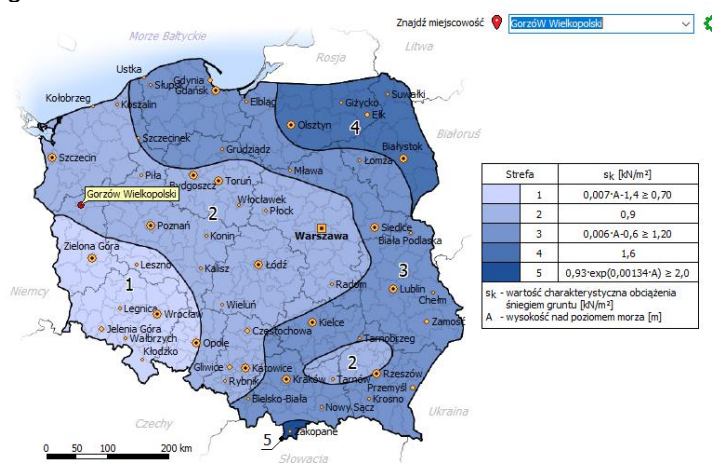 Znajdź miejscowość
GorzóW Wielkopolski
Morze Bałtyckie
Rosja
Litwa
Ustka
Słupsk
Gdynia
Gdańsk
Kołobrzeg
Koszalin
Elbląg
Giżycko
Suwałki
Ełk
Olsztyn
4
Białoruś
Szczecinek
Grudziądz
Białystok
Szczecin
Łomża
Mława
Piła
Bydgoszcz
Toruń
Gorzów Wielkopolski
Włocławek
2
Płock
Poznań
Konin
Warszawa
Siedlce
Biała Podlaska
Zielona Góra
Leszno
Kalisz
Łódź
3
1
Niemcy
Radom
Lublin
Chełm
Legnica
Wrocław
Wieluń
Jelenia Góra
Wałbrzych
Kłodzko
Opole
Częstochowa
Kielce
Zamość
Tarnobrzeg
2
Gliwice
Katowice
Rybnik
Kraków
Tarnów
Rzeszów
Przemyśl
Bielsko-Biała
Krosno
Nowy Sącz
Ukraina
Czechy
5
Zakopane
Słowacja
0 50 100 200 km
Strefa sk [kN/m²]
1 0,007·A-1,4 ≥ 0,70
2 0,9
3 0,006·A-0,6 ≥ 1,20
4 1,6
5 0,93·exp(0,00134·A) ≥ 2,0
sk - wartość charakterystyczna obciążenia
śniegiem gruntu [kN/m²]
A - wysokość nad poziomem morza [m]